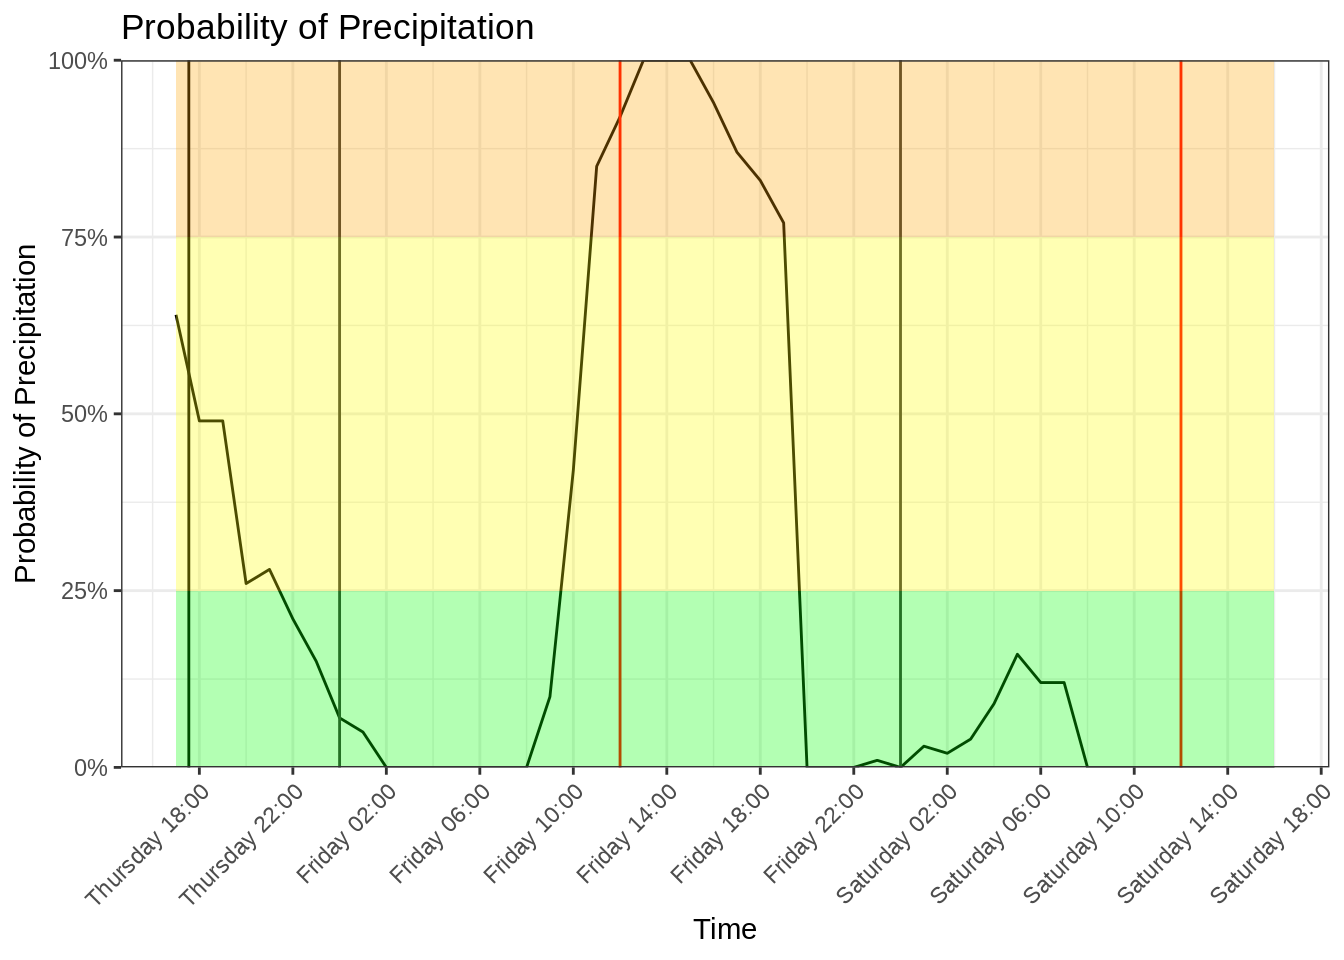 Probability of Precipitation
Probability of Precipitation
100%
75%
50%
25%
0%
Thursday 18:00
Thursday 22:00
Friday 02:00
Friday 06:00
Friday 10:00
Friday 14:00
Friday 18:00
Friday 22:00
Saturday 02:00
Saturday 06:00
Saturday 10:00
Saturday 14:00
Saturday 18:00
Time